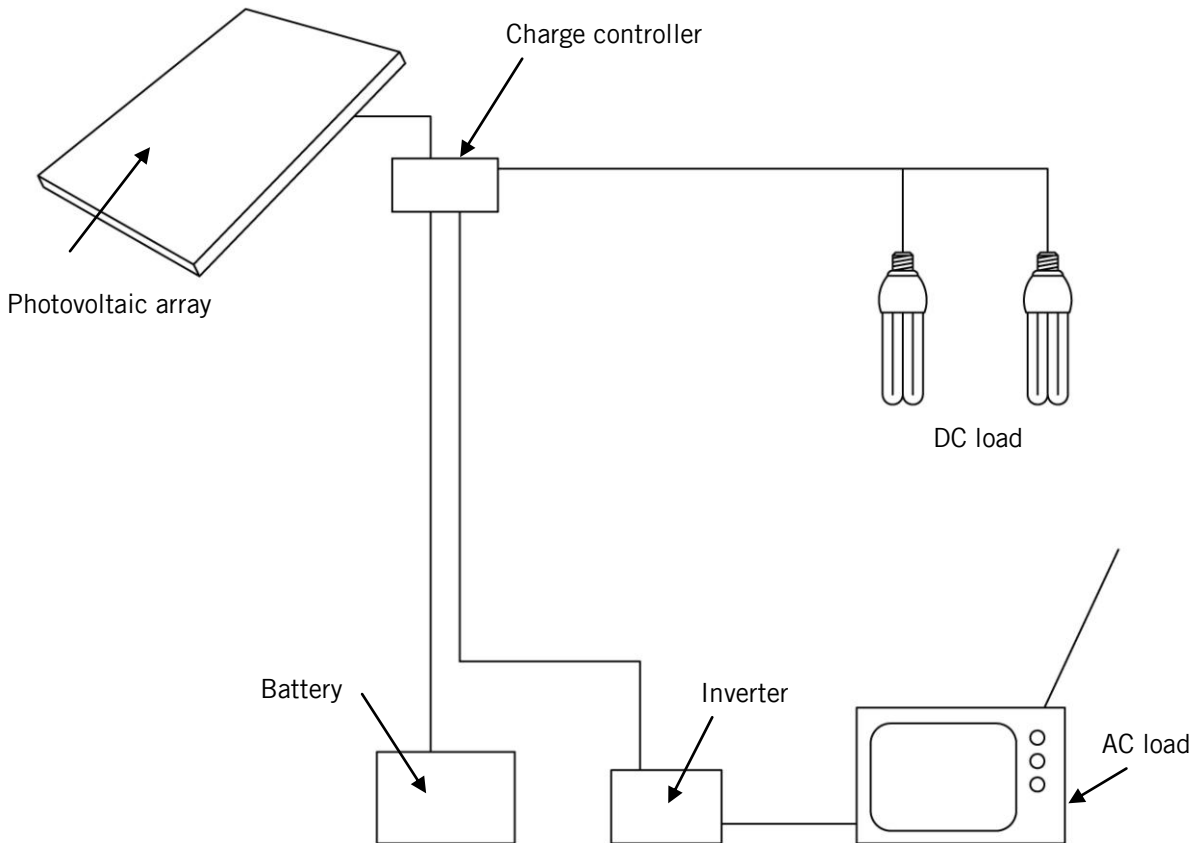 Charge controller
Photovoltaic array
DC load
Battery
Inverter
AC load